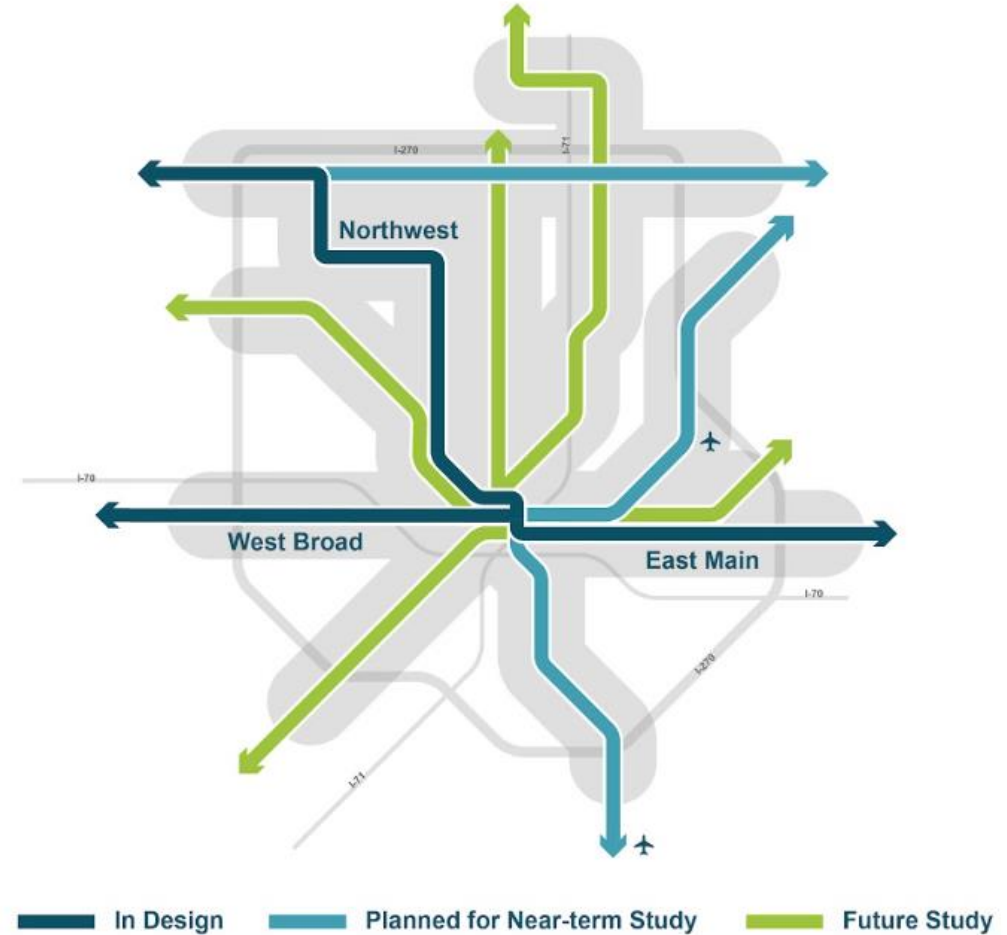 I-270
I-71
Northwest
I-70
West Broad
East Main
I-70
I-270
I-71
In Design
Planned for Near-term Study
Future Study